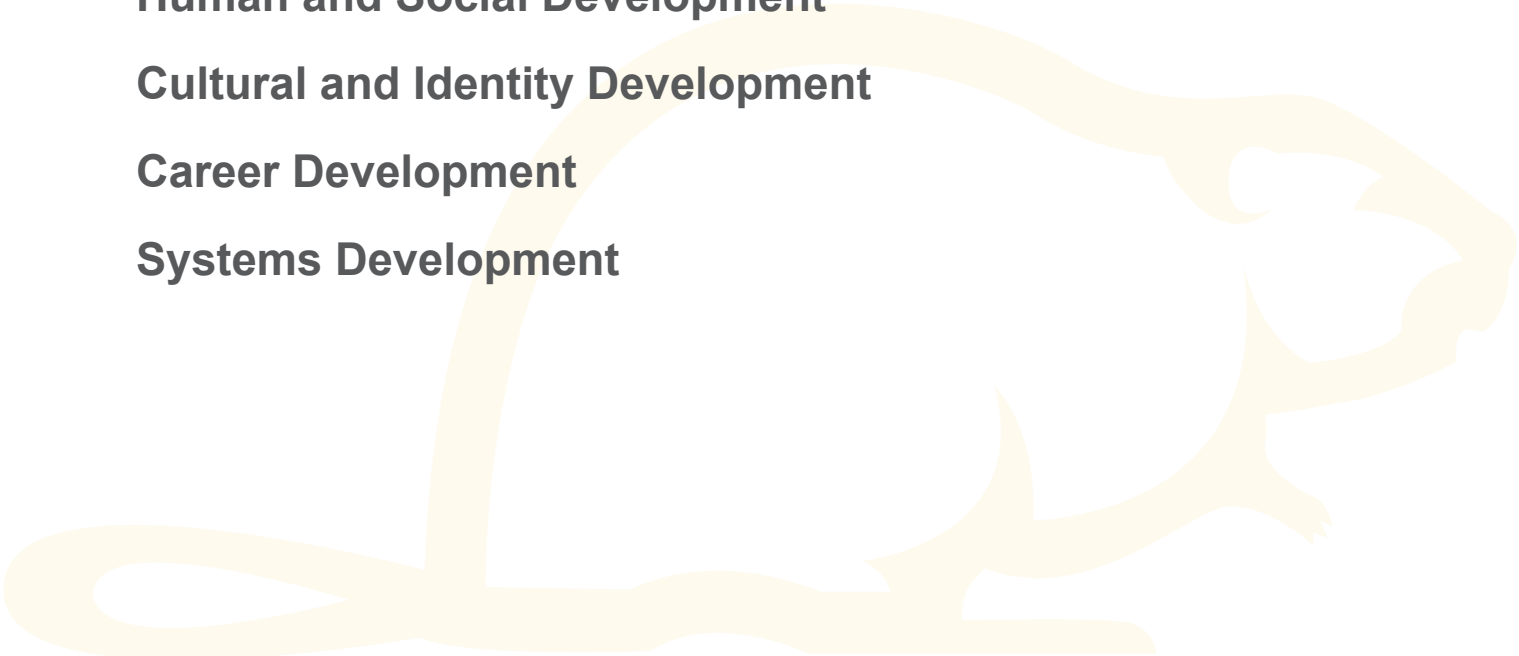 Human and Social Development
Cultural and Identity Development
Career Development
Systems Development